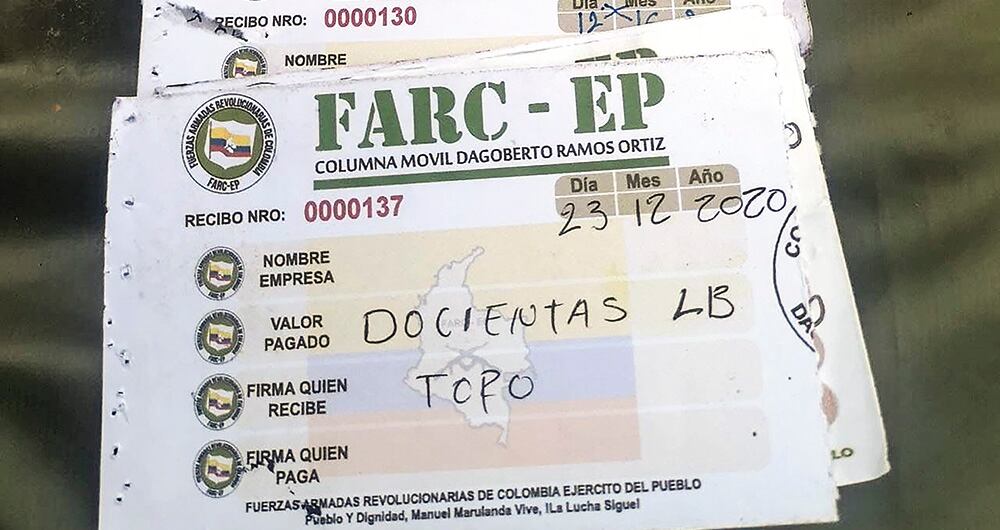 RECIBO NRO: 0000130
Día Mes Año
NOMBRE
FUERZAS ARMADAS REVOLUCIONARIAS DE COLOMBIA
FARC-EP
FARC - EP
COLUMNA MOVIL DAGOBERTO RAMOS ORTIZ
Día Mes Año
RECIBO NRO: 0000137 23 12 2020
NOMBRE
EMPRESA
VALOR
PAGADO DOCIENTAS LB
FIRMA QUIEN
RECIBE TOPO
FIRMA QUIEN
PAGA
FUERZAS ARMADAS REVOLUCIONARIAS DE COLOMBIA EJERCITO DEL PUEBLO
Pueblo Y Dignidad, Manuel Marulanda Vive, !La Lucha Sigue!